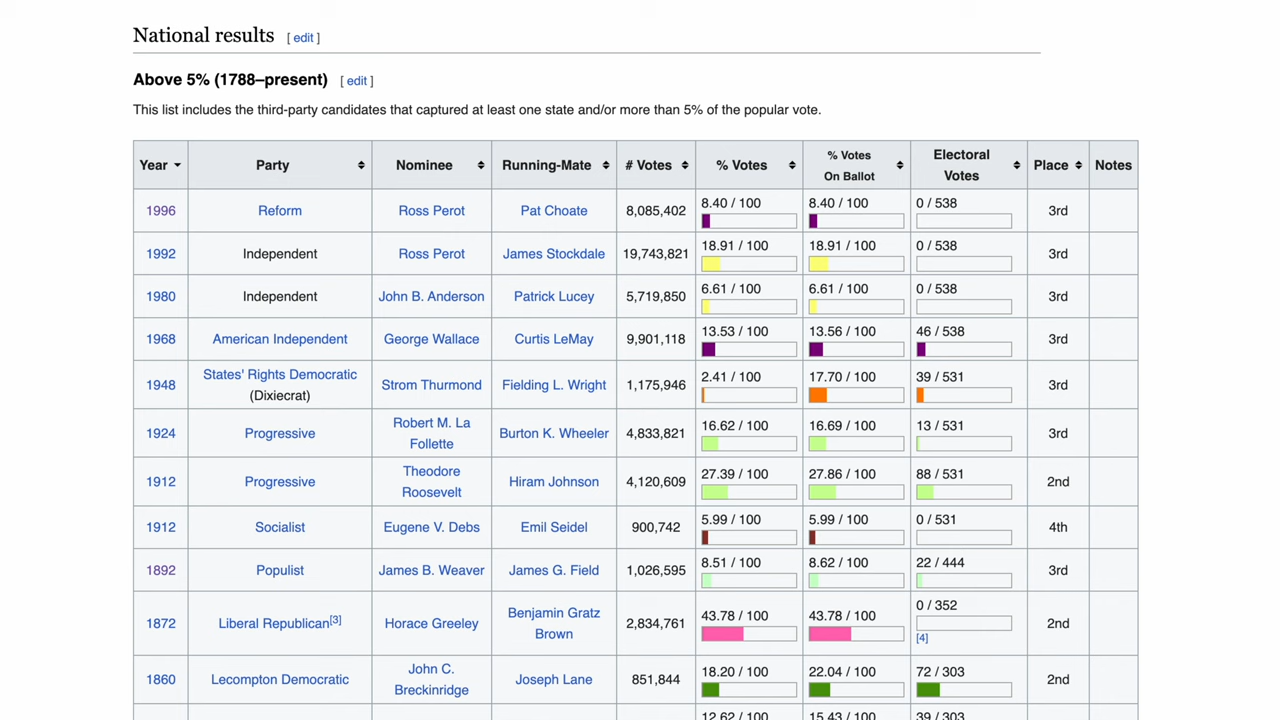 National results [ edit ]
Above 5% (1788–present) [ edit ]
This list includes the third-party candidates that captured at least one state and/or more than 5% of the popular vote.
Year Party Nominee Running-Mate # Votes % Votes % Votes On Ballot Electoral Votes Place Notes
1996 Reform Ross Perot Pat Choate 8,085,402 8.40 / 100 8.40 / 100 0 / 538 3rd
1992 Independent Ross Perot James Stockdale 19,743,821 18.91 / 100 18.91 / 100 0 / 538 3rd
1980 Independent John B. Anderson Patrick Lucey 5,719,850 6.61 / 100 6.61 / 100 0 / 538 3rd
1968 American Independent George Wallace Curtis LeMay 9,901,118 13.53 / 100 13.56 / 100 46 / 538 3rd
1948 States' Rights Democratic (Dixiecrat) Strom Thurmond Fielding L. Wright 1,175,946 2.41 / 100 17.70 / 100 39 / 531 3rd
1924 Progressive Robert M. La Follette Burton K. Wheeler 4,833,821 16.62 / 100 16.69 / 100 13 / 531 3rd
1912 Progressive Theodore Roosevelt Hiram Johnson 4,120,609 27.39 / 100 27.86 / 100 88 / 531 2nd
1912 Socialist Eugene V. Debs Emil Seidel 900,742 5.99 / 100 5.99 / 100 0 / 531 4th
1892 Populist James B. Weaver James G. Field 1,026,595 8.51 / 100 8.62 / 100 22 / 444 3rd
1872 Liberal Republican[3] Horace Greeley Benjamin Gratz Brown 2,834,761 43.78 / 100 43.78 / 100 0 / 352 [4] 2nd
1860 Lecompton Democratic John C. Breckinridge Joseph Lane 851,844 18.20 / 100 22.04 / 100 72 / 303 2nd
12.62 / 100 15.43 / 100 39 / 303